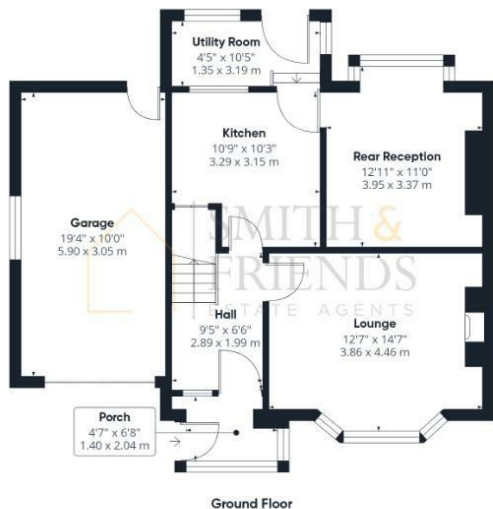 Utility Room
4'5" x 10'5"
1.35 x 3.19 m
Kitchen
10'9" x 10'3"
3.29 x 3.15 m
Rear Reception
12'11" x 11'0"
3.95 x 3.37 m
Garage
19'4" x 10'0"
5.90 x 3.05 m
SMITH &
FRIENDS
ESTATE AGENTS
Hall
9'5" x 6'6"
2.89 x 1.99 m
Lounge
12'7" x 14'7"
3.86 x 4.46 m
Porch
4'7" x 6'8"
1.40 x 2.04 m
Ground Floor